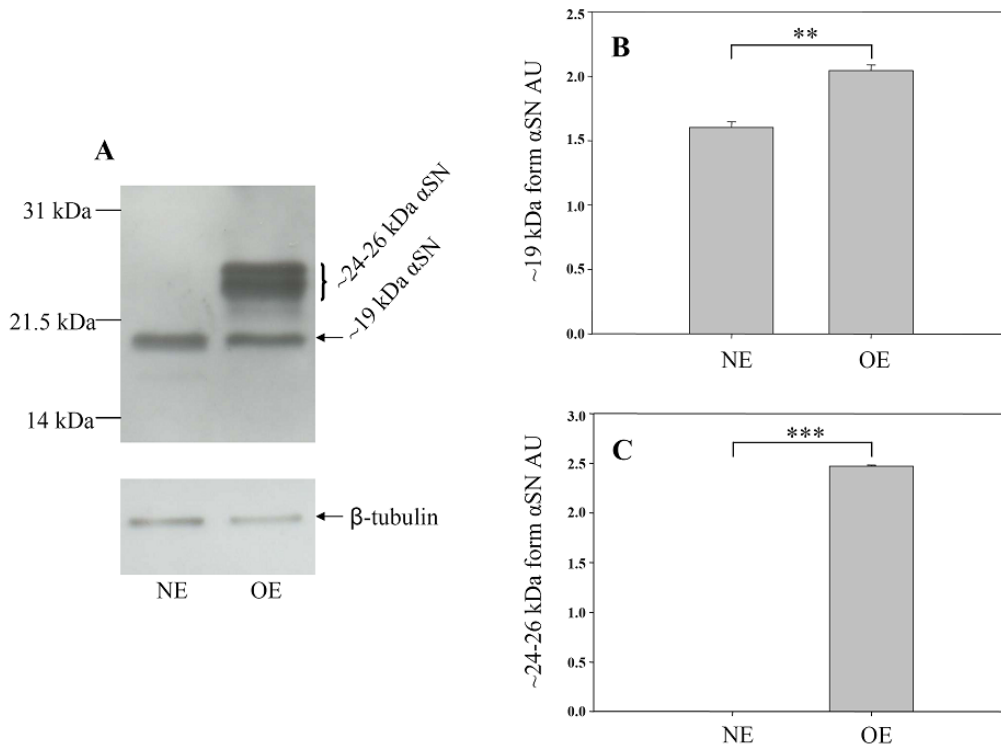 A
31 kDa
21.5 kDa
14 kDa
~24-26 kDa αSN
~19 kDa αSN
β-tubulin
NE OE
B
**
~19 kDa form αSN AU
2.5
2.0
1.5
1.0
0.5
0.0
NE OE
C
***
~24-26 kDa form αSN AU
3.0
2.5
2.0
1.5
1.0
0.5
0.0
NE OE